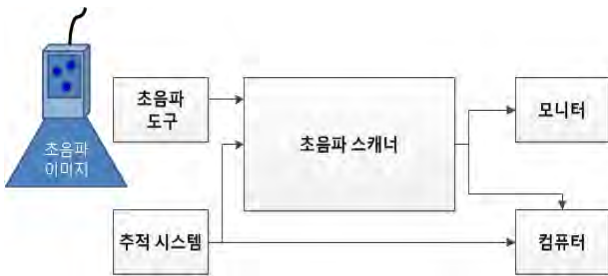 초음파
이미지
초음파
도구
초음파 스캐너
모니터
추적 시스템
컴퓨터